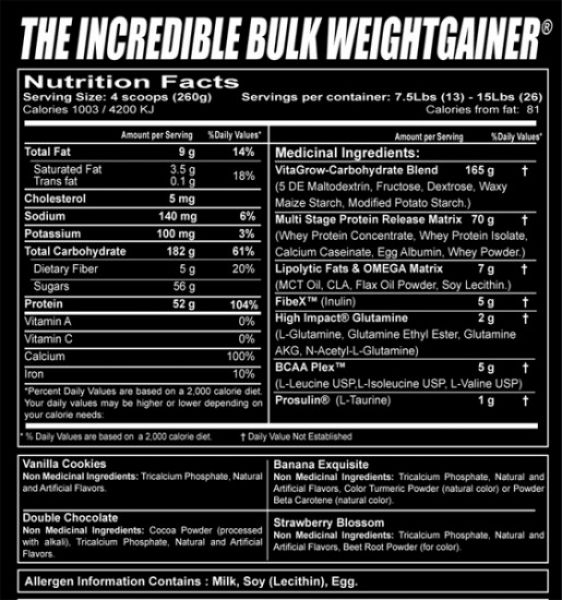 THE INCREDIBLE BULK WEIGHTGAINER®
Nutrition Facts
Serving Size: 4 scoops (260g) Servings per container: 7.5Lbs (13) - 15Lbs (26)
Calories 1003 / 4200 KJ Calories from fat: 81
Amount per Serving %Daily Values*
Total Fat 9 g 14%
Saturated Fat 3.5 g 18%
Trans fat 0.1 g
Cholesterol 5 mg
Sodium 140 mg 6%
Potassium 100 mg 3%
Total Carbohydrate 182 g 61%
Dietary Fiber 5 g 20%
Sugars 56 g
Protein 52 g 104%
Vitamin A 0%
Vitamin C 0%
Calcium 100%
Iron 10%
*Percent Daily Values are based on a 2,000 calorie diet.
Your daily values may be higher or lower depending on
your calorie needs:
Amount per Serving %Daily Values*
Medicinal Ingredients:
VitaGrow-Carbohydrate Blend 165 g †
(5 DE Maltodextrin, Fructose, Dextrose, Waxy
Maize Starch, Modified Potato Starch.)
Multi Stage Protein Release Matrix 70 g †
(Whey Protein Concentrate, Whey Protein Isolate,
Calcium Caseinate, Egg Albumin, Whey Powder.)
Lipolytic Fats & OMEGA Matrix 7 g †
(MCT Oil, CLA, Flax Oil Powder, Soy Lecithin.)
FibeX™ (Inulin) 5 g †
High Impact® Glutamine 2 g †
(L-Glutamine, Glutamine Ethyl Ester, Glutamine
AKG, N-Acetyl-L-Glutamine)
BCAA Plex™ 5 g †
(L-Leucine USP,L-Isoleucine USP, L-Valine USP)
Prosulin® (L-Taurine) 1 g †
* % Daily Values are based on a 2,000 calorie diet. † Daily Value Not Established
Vanilla Cookies
Non Medicinal Ingredients: Tricalcium Phosphate, Natural
and Artificial Flavors.
Double Chocolate
Non Medicinal Ingredients: Cocoa Powder (processed
with alkali), Tricalcium Phosphate, Natural and Artificial
Flavors.
Banana Exquisite
Non Medicinal Ingredients: Tricalcium Phosphate, Natural and
Artificial Flavors, Color Turmeric Powder (natural color) or Powder
Beta Carotene (natural color).
Strawberry Blossom
Non Medicinal Ingredients: Tricalcium Phosphate, Natural and
Artificial Flavors, Beet Root Powder (for color).
Allergen Information Contains : Milk, Soy (Lecithin), Egg.